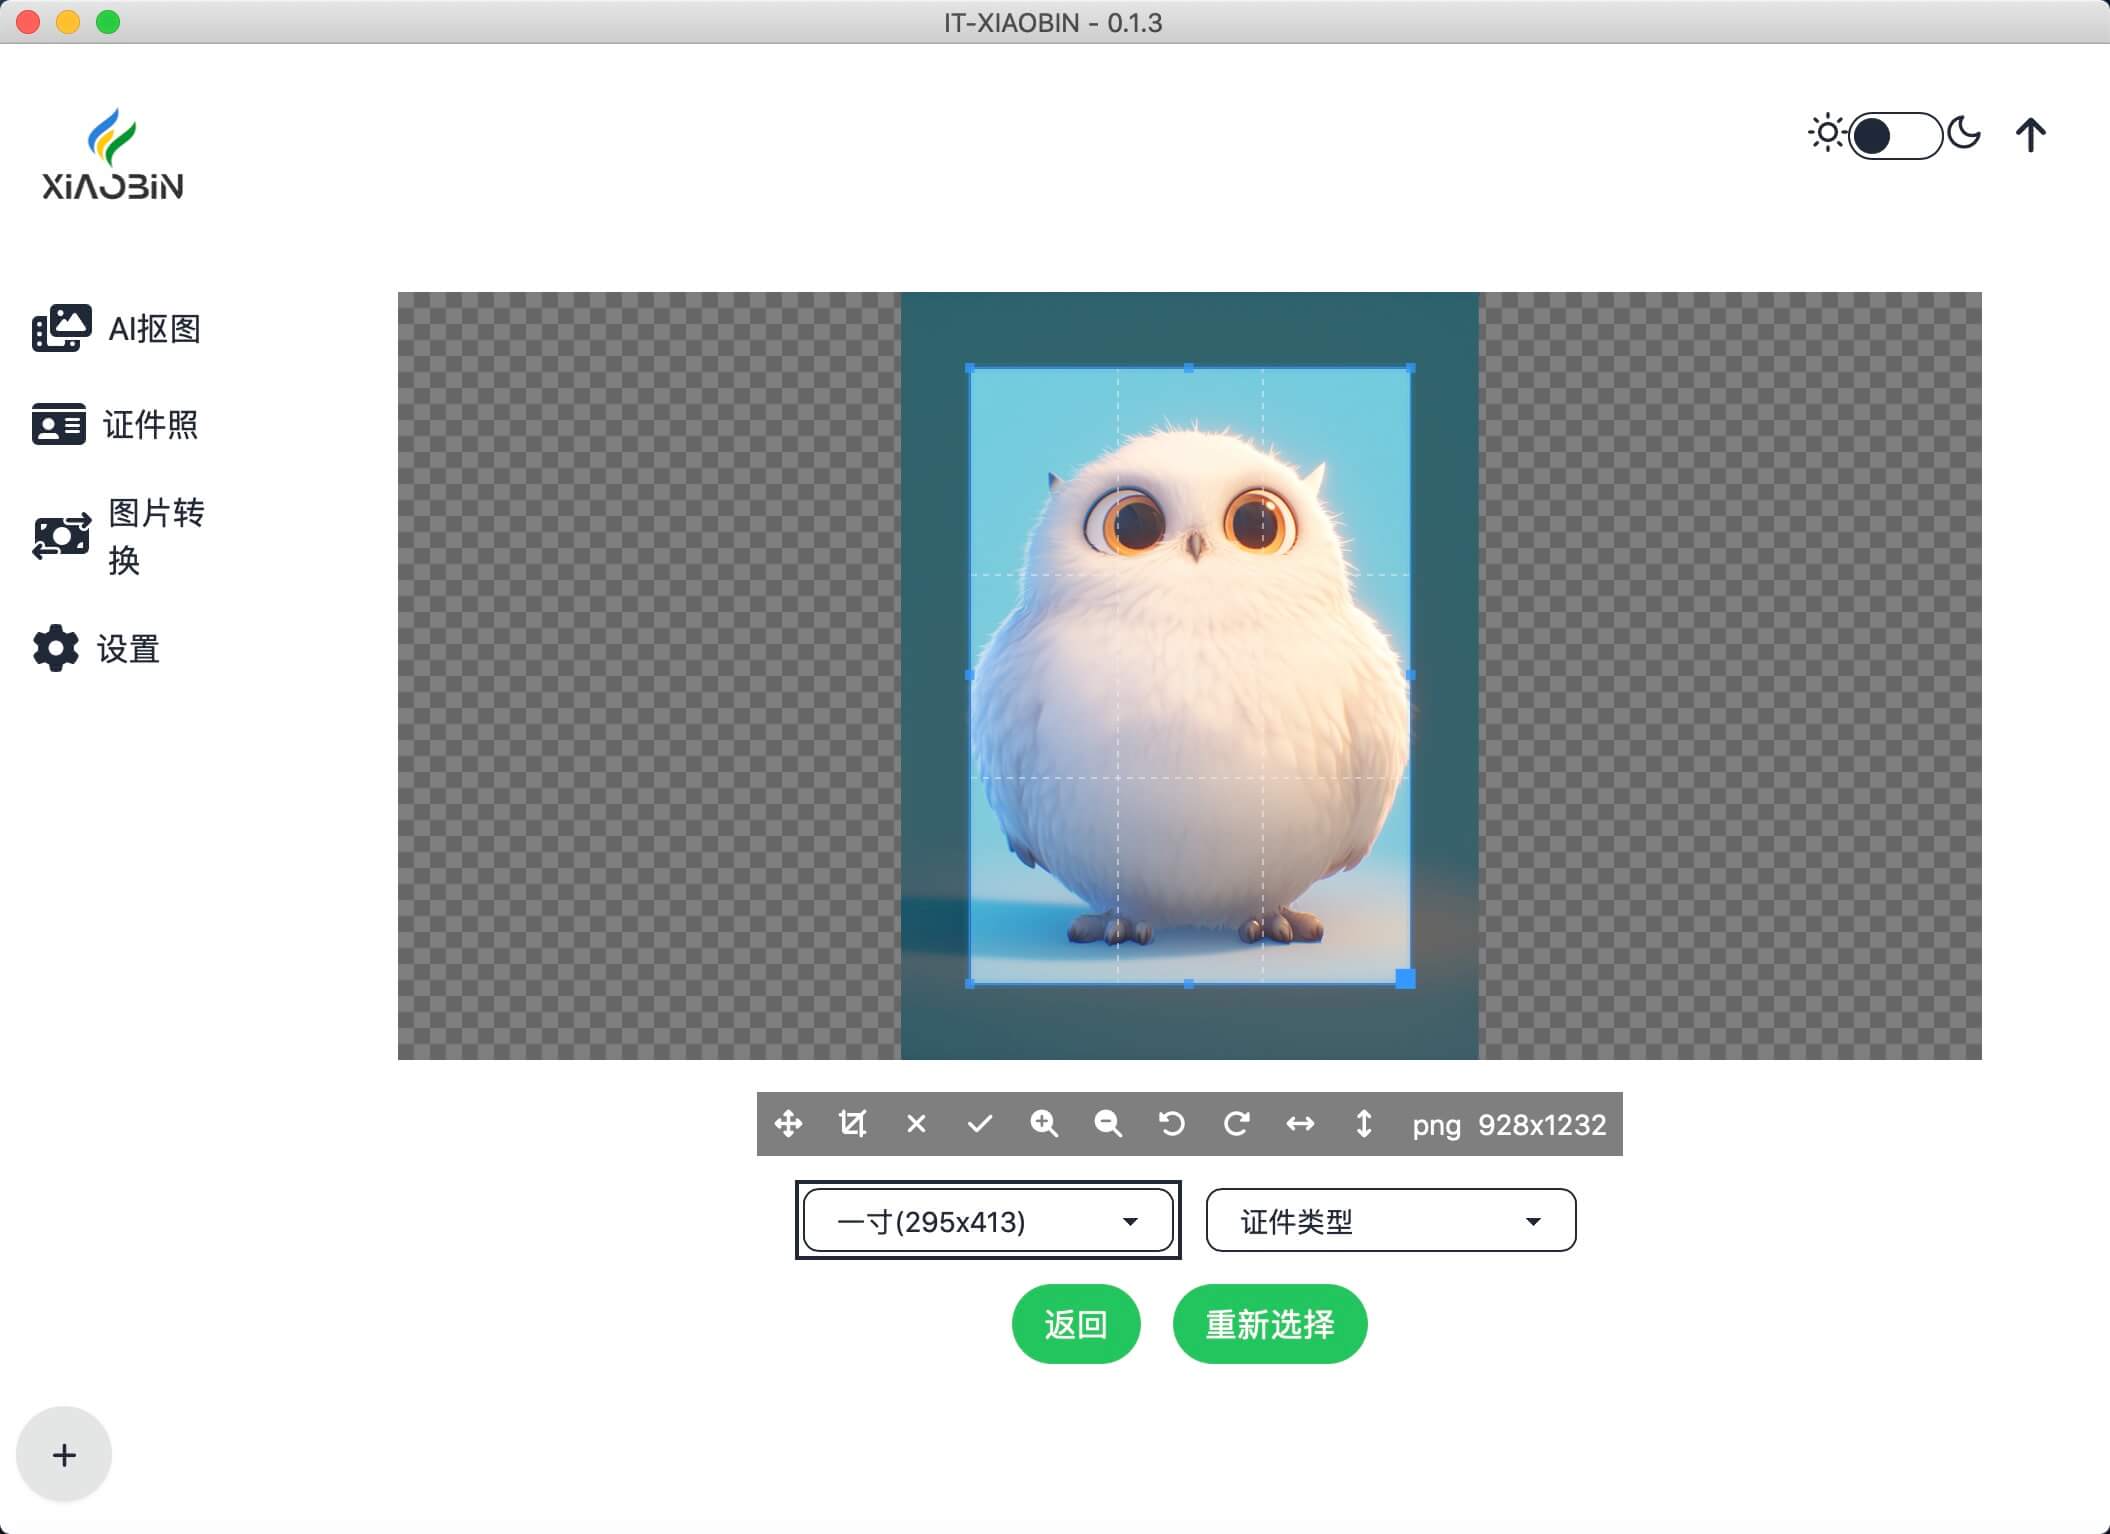 IT-XIAOBIN - 0.1.3
XiAOBiN
AI抠图
证件照
图片转
换
设置
png 928x1232
一寸(295x413)
证件类型
返回
重新选择